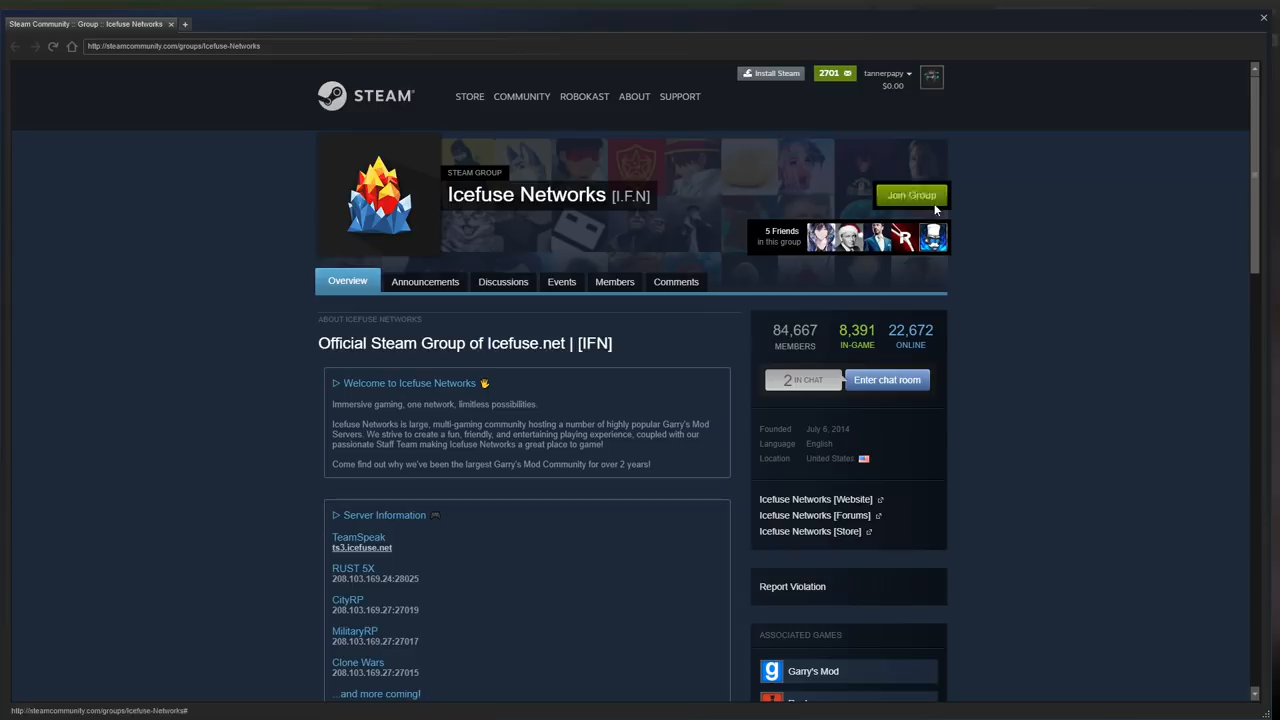 Steam Community :: Group :: Icefuse Networks
http://steamcommunity.com/groups/Icefuse-Networks
Install Steam
2701
tannerpapy
$0.00
STEAM®
STORE
COMMUNITY
ROBOKAST
ABOUT
SUPPORT
STEAM GROUP
Icefuse Networks [I.F.N]
Join Group
5 Friends
in this group
R
Overview
Announcements
Discussions
Events
Members
Comments
ABOUT ICEFUSE NETWORKS
Official Steam Group of Icefuse.net | [IFN]
▷ Welcome to Icefuse Networks
Immersive gaming, one network, limitless possibilities.
Icefuse Networks is large, multi-gaming community hosting a number of highly popular Garry's Mod
Servers. We strive to create a fun, friendly, and entertaining playing experience, coupled with our
passionate Staff Team making Icefuse Networks a great place to game!
Come find out why we've been the largest Garry's Mod Community for over 2 years!
▷ Server Information
TeamSpeak
ts3.icefuse.net
RUST 5X
208.103.169.24:28025
CityRP
208.103.169.27:27019
MilitaryRP
208.103.169.27:27017
Clone Wars
208.103.169.27:27015
...and more coming!
84,667
MEMBERS
8,391
IN-GAME
22,672
ONLINE
2 IN CHAT
Enter chat room
Founded July 6, 2014
Language English
Location United States
Icefuse Networks [Website]
Icefuse Networks [Forums]
Icefuse Networks [Store]
Report Violation
ASSOCIATED GAMES
g
Garry's Mod
http://steamcommunity.com/groups/Icefuse-Networks#